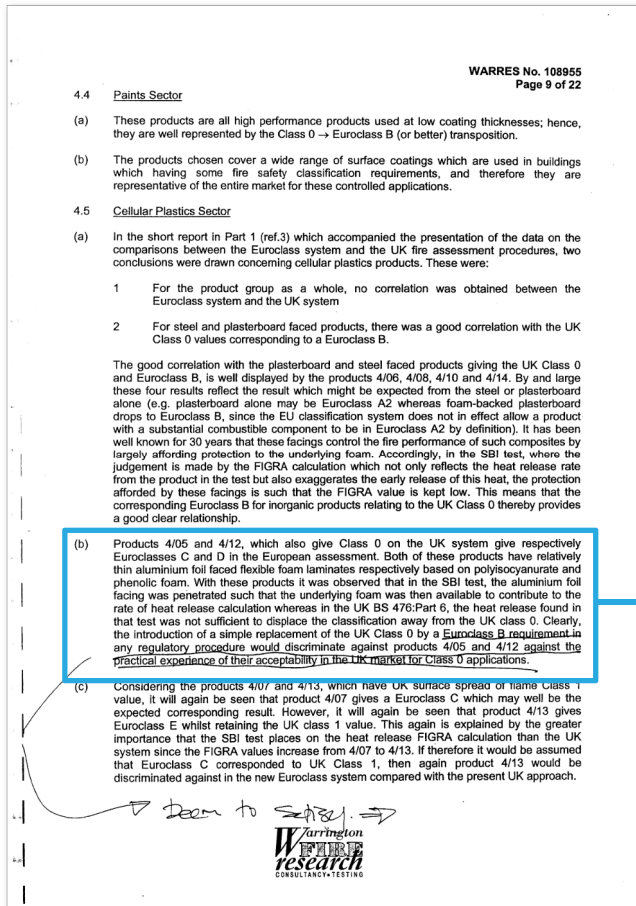 WARRES No. 108955
Page 9 of 22
4.4 Paints Sector
(a) These products are all high performance products used at low coating thicknesses; hence,
they are well represented by the Class 0 → Euroclass B (or better) transposition.
(b) The products chosen cover a wide range of surface coatings which are used in buildings
which having some fire safety classification requirements, and therefore they are
representative of the entire market for these controlled applications.
4.5 Cellular Plastics Sector
(a) In the short report in Part 1 (ref.3) which accompanied the presentation of the data on the
comparisons between the Euroclass system and the UK fire assessment procedures, two
conclusions were drawn concerning cellular plastics products. These were:
1 For the product group as a whole, no correlation was obtained between the
Euroclass system and the UK system
2 For steel and plasterboard faced products, there was a good correlation with the UK
Class 0 values corresponding to a Euroclass B.
The good correlation with the plasterboard and steel faced products giving the UK Class 0
and Euroclass B, is well displayed by the products 4/06, 4/08, 4/10 and 4/14. By and large
these four results reflect the result which might be expected from the steel or plasterboard
alone (e.g. plasterboard alone may be Euroclass A2 whereas foam-backed plasterboard
drops to Euroclass B, since the EU classification system does not in effect allow a product
with a substantial combustible component to be in Euroclass A2 by definition). It has been
well known for 30 years that these facings control the fire performance of such composites by
largely affording protection to the underlying foam. Accordingly, in the SBI test, where the
judgement is made by the FIGRA calculation which not only reflects the heat release rate
from the product in the test but also exaggerates the early release of this heat, the protection
afforded by these facings is such that the FIGRA value is kept low. This means that the
corresponding Euroclass B for inorganic products relating to the UK Class 0 thereby provides
a good clear relationship.
(b) Products 4/05 and 4/12, which also give Class 0 on the UK system give respectively
Euroclasses C and D in the European assessment. Both of these products have relatively
thin aluminium foil faced flexible foam laminates respectively based on polyisocyanurate and
phenolic foam. With these products it was observed that in the SBI test, the aluminium foil
facing was penetrated such that the underlying foam was then available to contribute to the
rate of heat release calculation whereas in the UK BS 476:Part 6, the heat release found in
that test was not sufficient to displace the classification away from the UK class 0. Clearly,
the introduction of a simple replacement of the UK Class 0 by a Euroclass B requirement in
any regulatory procedure would discriminate against products 4/05 and 4/12 against the
practical experience of their acceptability in the UK market for Class 0 applications.
(c) Considering the products 4/07 and 4/13, which have UK surface spread of flame Class 1
value, it will again be seen that product 4/07 gives a Euroclass C which may well be the
expected corresponding result. However, it will again be seen that product 4/13 gives
Euroclass E whilst retaining the UK class 1 value. This again is explained by the greater
importance that the SBI test places on the heat release FIGRA calculation than the UK
system since the FIGRA values increase from 4/07 to 4/13. If therefore it would be assumed
that Euroclass C corresponded to UK Class 1, then again product 4/13 would be
discriminated against in the new Euroclass system compared with the present UK approach.
Deem to
Warrington
FIRE
research
CONSULTANCY•TESTING